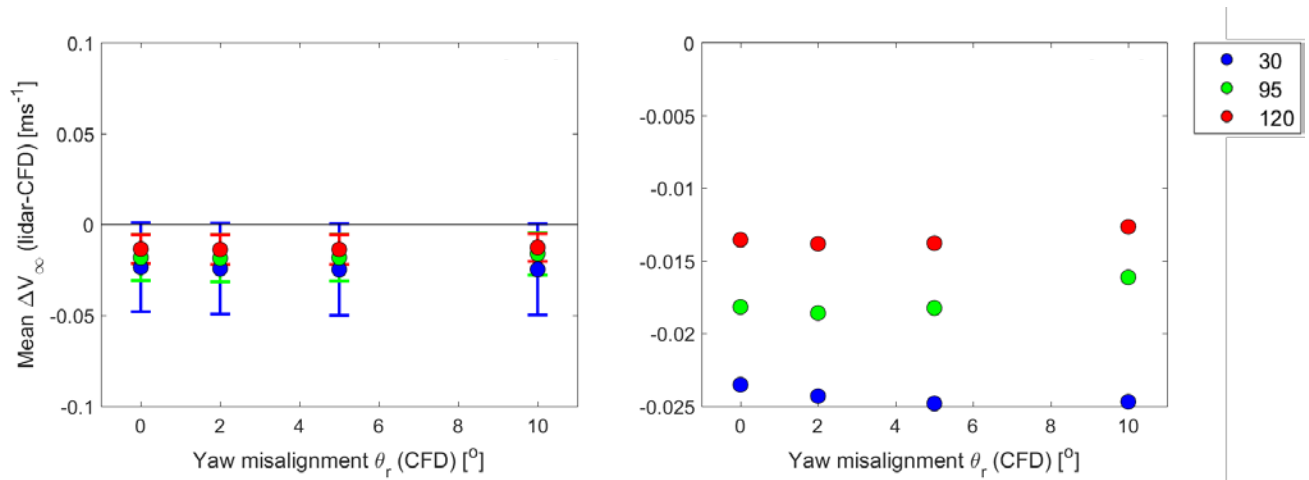 Mean ΔV∞ (lidar-CFD) [ms-1]
0.1
0.05
0
-0.05
-0.1
0 2 4 6 8 10
Yaw misalignment θr (CFD) [o]
0
-0.005
-0.01
-0.015
-0.02
-0.025
0 2 4 6 8 10
Yaw misalignment θr (CFD) [o]
30
95
120